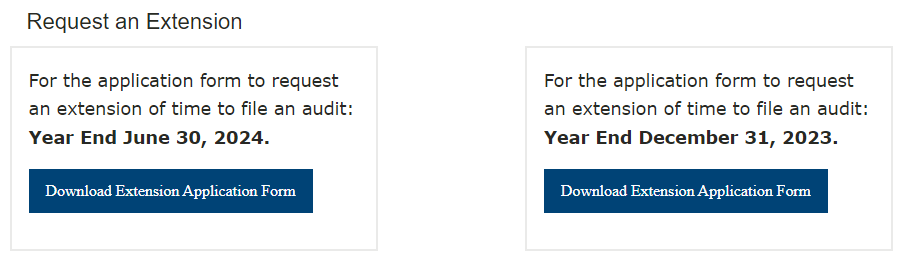 Request an Extension
For the application form to request
an extension of time to file an audit:
Year End June 30, 2024.
Download Extension Application Form
For the application form to request
an extension of time to file an audit:
Year End December 31, 2023.
Download Extension Application Form